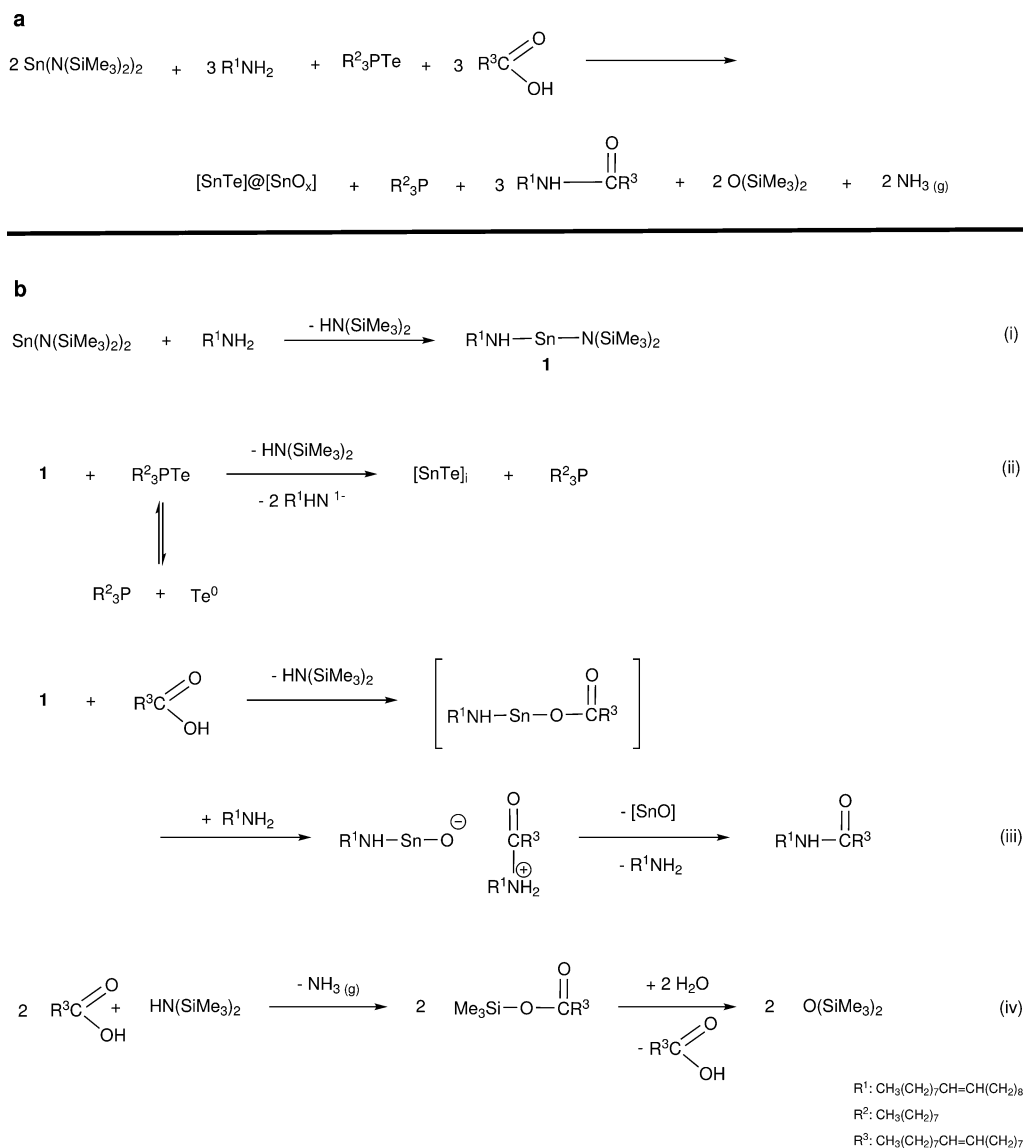 a
2 Sn(N(SiMe₃)₂)₂ + 3 R¹NH₂ + R²₃PTe + 3 R³C O OH
[SnTe]@[SnOₓ] + R²₃P + 3 R¹NH CR³ O + 2 O(SiMe₃)₂ + 2 NH₃ (g)
b
Sn(N(SiMe₃)₂)₂ + R¹NH₂ - HN(SiMe₃)₂ R¹NH Sn N(SiMe₃)₂ (i)
1
1 + R²₃PTe - HN(SiMe₃)₂ - 2 R¹HN ¹⁻ [SnTe]ᵢ + R²₃P (ii)
R²₃P + Te⁰
1 + R³C O OH - HN(SiMe₃)₂ R¹NH Sn O CR³ O
+ R¹NH₂ R¹NH Sn O ⊖ O CR³ R¹NH₂ ⊕ - [SnO] - R¹NH₂ R¹NH CR³ O (iii)
2 R³C O OH + HN(SiMe₃)₂ - NH₃ (g) 2 Me₃Si O CR³ O + 2 H₂O - R³C O OH 2 O(SiMe₃)₂ (iv)
R¹: CH₃(CH₂)₇CH=CH(CH₂)₈
R²: CH₃(CH₂)₇
R³: CH₃(CH₂)₇CH=CH(CH₂)₇